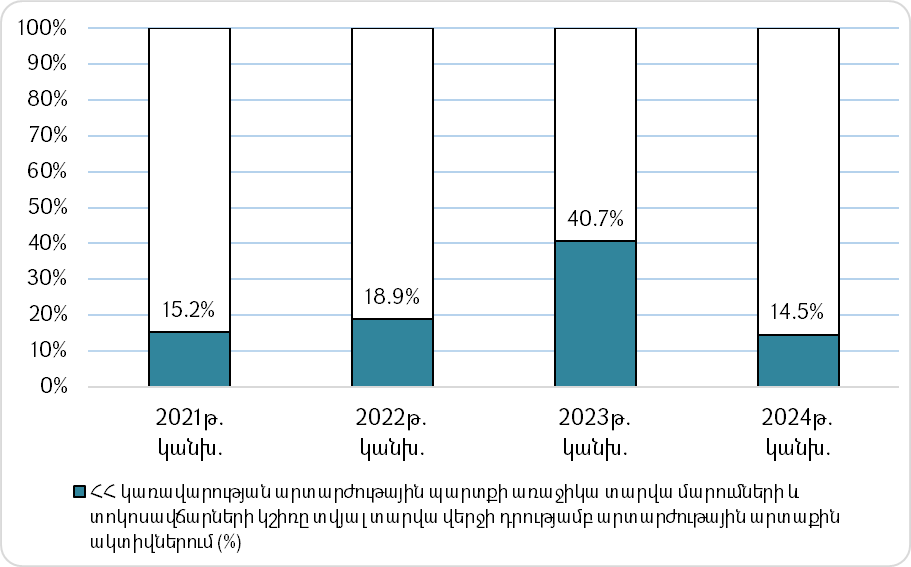 100%
90%
80%
70%
60%
50%
40%
30%
20%
10%
0%
15.2%
18.9%
40.7%
14.5%
2021թ. կանխ.
2022թ. կանխ.
2023թ. կանխ.
2024թ. կանխ.
ՀՀ կառավարության արտարժութային պարտքի առաջիկա տարվա մարումների և
տոկոսավճարների կշիռը տվյալ տարվա վերջի դրությամբ արտարժութային արտաքին
ակտիվներում (%)